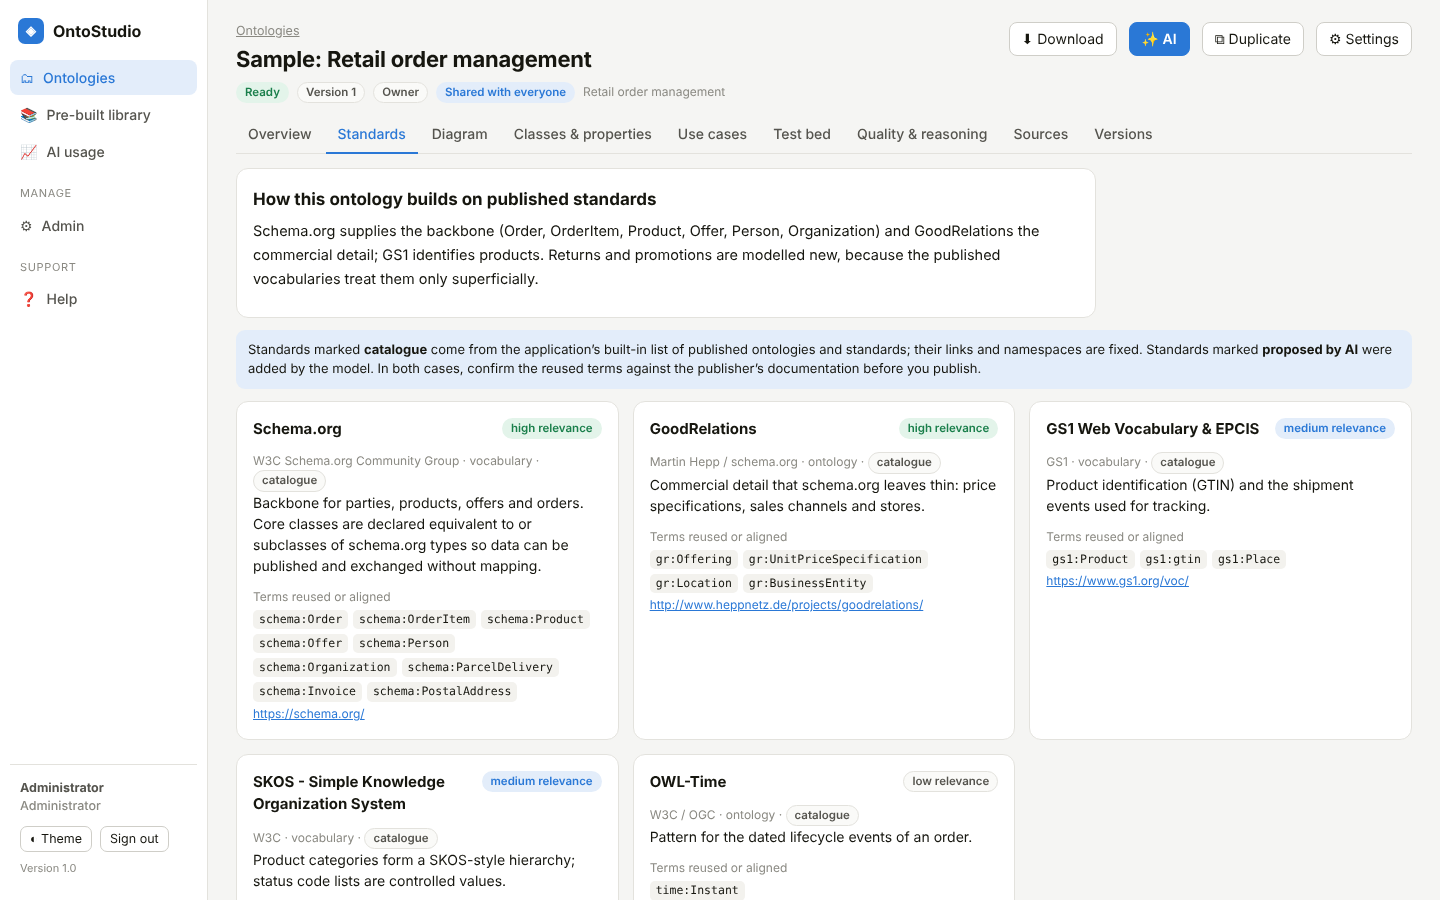 OntoStudio
Ontologies
Pre-built library
AI usage
MANAGE
Admin
SUPPORT
Help
Administrator
Administrator
Theme
Sign out
Version 1.0
Ontologies
Sample: Retail order management
Ready
Version 1
Owner
Shared with everyone
Retail order management
Download
AI
Duplicate
Settings
Overview
Standards
Diagram
Classes & properties
Use cases
Test bed
Quality & reasoning
Sources
Versions
How this ontology builds on published standards
Schema.org supplies the backbone (Order, OrderItem, Product, Offer, Person, Organization) and GoodRelations the
commercial detail; GS1 identifies products. Returns and promotions are modelled new, because the published
vocabularies treat them only superficially.
Standards marked catalogue come from the application's built-in list of published ontologies and standards; their links and namespaces are fixed. Standards marked proposed by AI were
added by the model. In both cases, confirm the reused terms against the publisher's documentation before you publish.
Schema.org
high relevance
W3C Schema.org Community Group · vocabulary ·
catalogue
Backbone for parties, products, offers and orders.
Core classes are declared equivalent to or
subclasses of schema.org types so data can be
published and exchanged without mapping.
Terms reused or aligned
schema:Order schema:OrderItem schema:Product
schema:Offer schema:Person
schema:Organization schema:ParcelDelivery
schema:Invoice schema:PostalAddress
https://schema.org/
GoodRelations
high relevance
Martin Hepp / schema.org · ontology · catalogue
Commercial detail that schema.org leaves thin: price
specifications, sales channels and stores.
Terms reused or aligned
gr:Offering gr:UnitPriceSpecification
gr:Location gr:BusinessEntity
http://www.heppnetz.de/projects/goodrelations/
GS1 Web Vocabulary & EPCIS
medium relevance
GS1 · vocabulary · catalogue
Product identification (GTIN) and the shipment
events used for tracking.
Terms reused or aligned
gs1:Product gs1:gtin gs1:Place
https://www.gs1.org/voc/
SKOS - Simple Knowledge
Organization System
medium relevance
W3C · vocabulary · catalogue
Product categories form a SKOS-style hierarchy;
status code lists are controlled values.
OWL-Time
low relevance
W3C / OGC · ontology · catalogue
Pattern for the dated lifecycle events of an order.
Terms reused or aligned
time:Instant